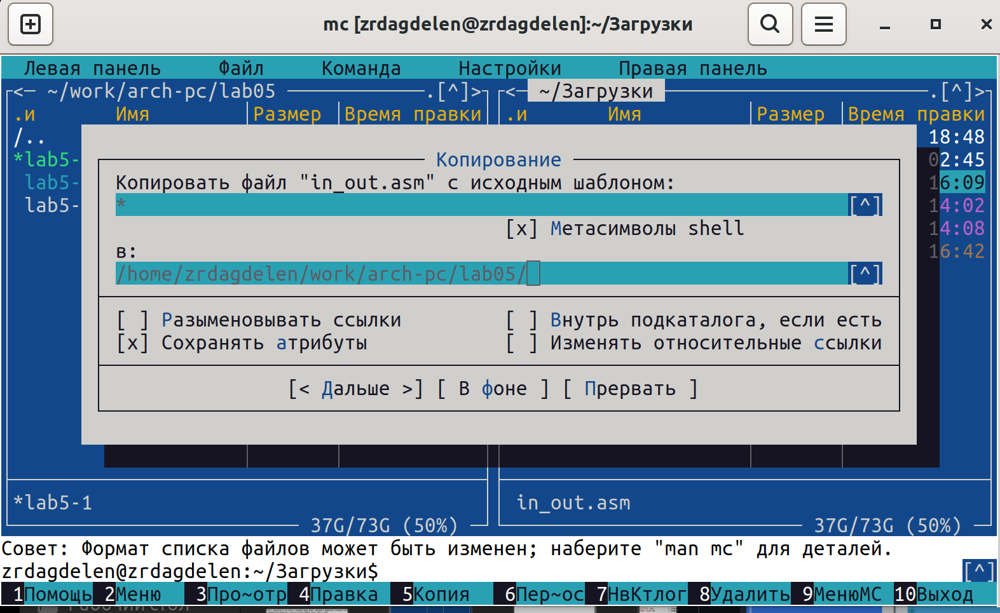 mc [zrdagdelen@zrdagdelen]:~/Загрузки
Левая панель Файл Команда Настройки Правая панель
<— ~/work/arch-pc/lab05 .[^]> <— ~/Загрузки .[^]>
.и Имя Размер Время правки .и Имя Размер Время правки
/.. 18:48
*lab5- Копирование 02:45
lab5- Копировать файл "in_out.asm" с исходным шаблоном: 16:09
lab5- * [^] 14:02
[x] Метасимволы shell 14:08
в: 16:42
/home/zrdagdelen/work/arch-pc/lab05/ [^]
[ ] Разыменовывать ссылки [ ] Внутрь подкаталога, если есть
[x] Сохранять атрибуты [ ] Изменять относительные ссылки
[< Дальше >] [ В фоне ] [ Прервать ]
*lab5-1 in_out.asm
37G/73G (50%) 37G/73G (50%)
Совет: Формат списка файлов может быть изменен; наберите "man mc" для деталей.
zrdagdelen@zrdagdelen:~/Загрузки$ [^]
1Помощь 2Меню 3Про~отр 4Правка 5Копия 6Пер~ос 7НвКтлог 8Удалить 9МенюМС 10Выход